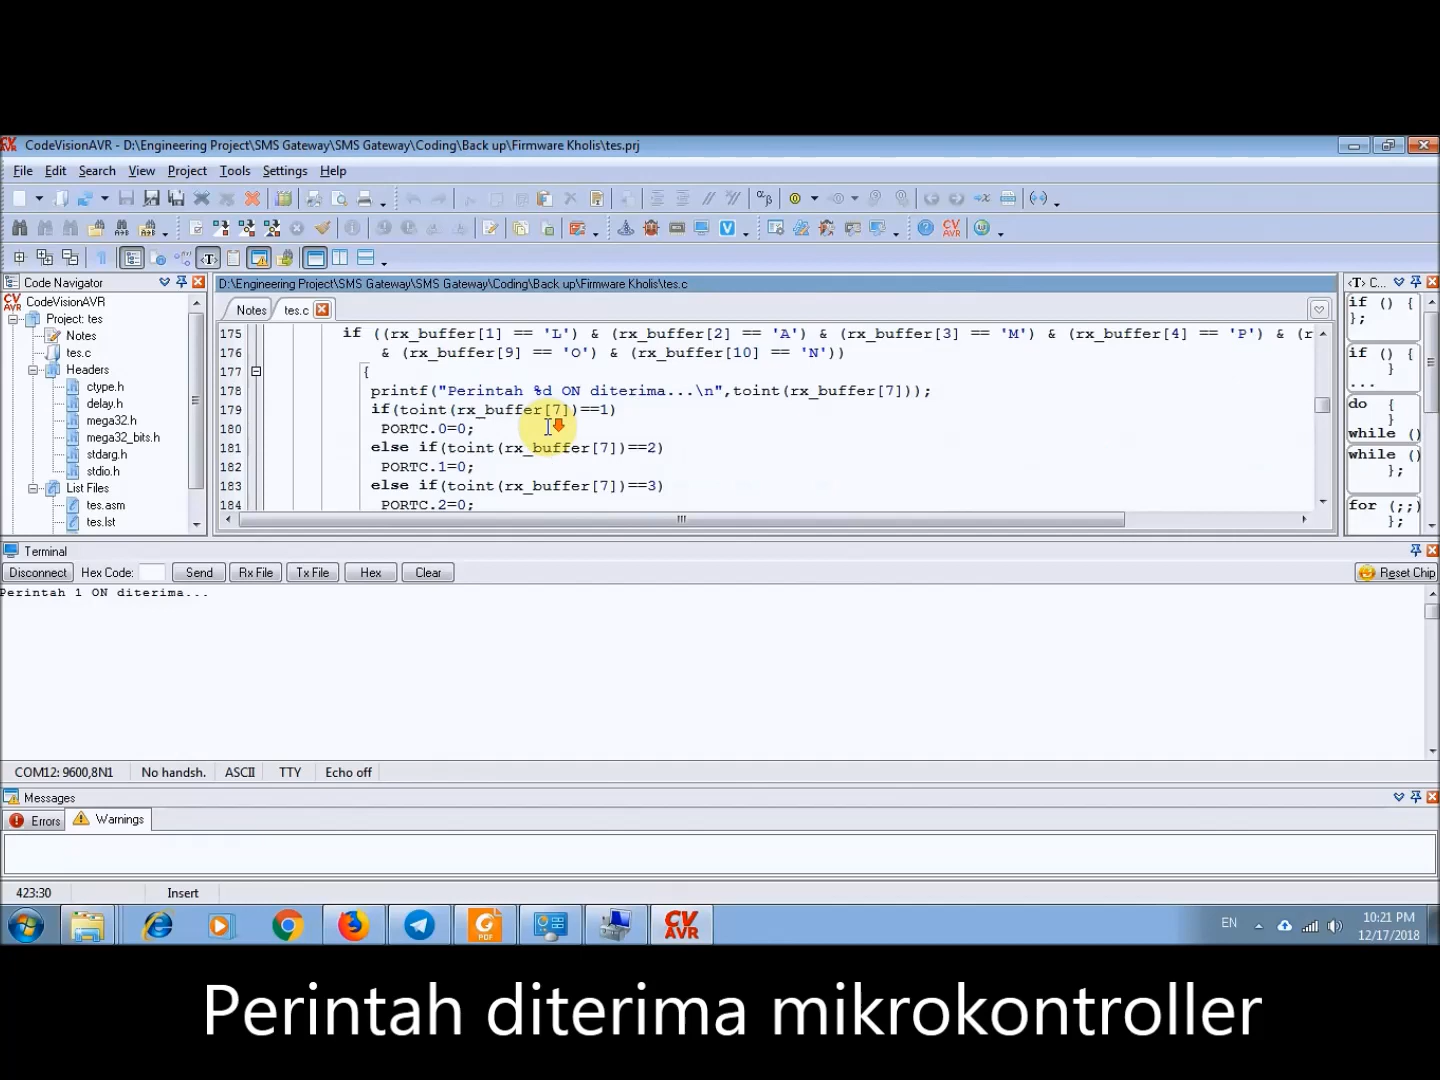 CodeVisionAVR - D:\Engineering Project\SMS Gateway\SMS Gateway\Coding\Back up\Firmware Kholis\tes.prj
File Edit Search View Project Tools Settings Help
Code Navigator
CodeVisionAVR
Project: tes
Notes
tes.c
Headers
ctype.h
delay.h
mega32.h
mega32_bits.h
stdarg.h
stdio.h
List Files
tes.asm
tes.lst
D:\Engineering Project\SMS Gateway\SMS Gateway\Coding\Back up\Firmware Kholis\tes.c
Notes tes.c
175 if ((rx_buffer[1] == 'L') & (rx_buffer[2] == 'A') & (rx_buffer[3] == 'M') & (rx_buffer[4] == 'P') & (r
176 & (rx_buffer[9] == 'O') & (rx_buffer[10] == 'N'))
177 {
178 printf("Perintah %d ON diterima...\n",toint(rx_buffer[7]));
179 if(toint(rx_buffer[7])==1)
180 PORTC.0=0;
181 else if(toint(rx_buffer[7])==2)
182 PORTC.1=0;
183 else if(toint(rx_buffer[7])==3)
184 PORTC.2=0;
<T> C...
if () {
};
if () {
}
...
do {
}
while ()
while ()
};
for (;;)
};
Terminal
Disconnect Hex Code: Send Rx File Tx File Hex Clear Reset Chip
Perintah 1 ON diterima...
COM12: 9600,8N1 No handsh. ASCII TTY Echo off
Messages
Errors Warnings
423:30 Insert
CV AVR
EN
10:21 PM
12/17/2018
Perintah diterima mikrokontroller